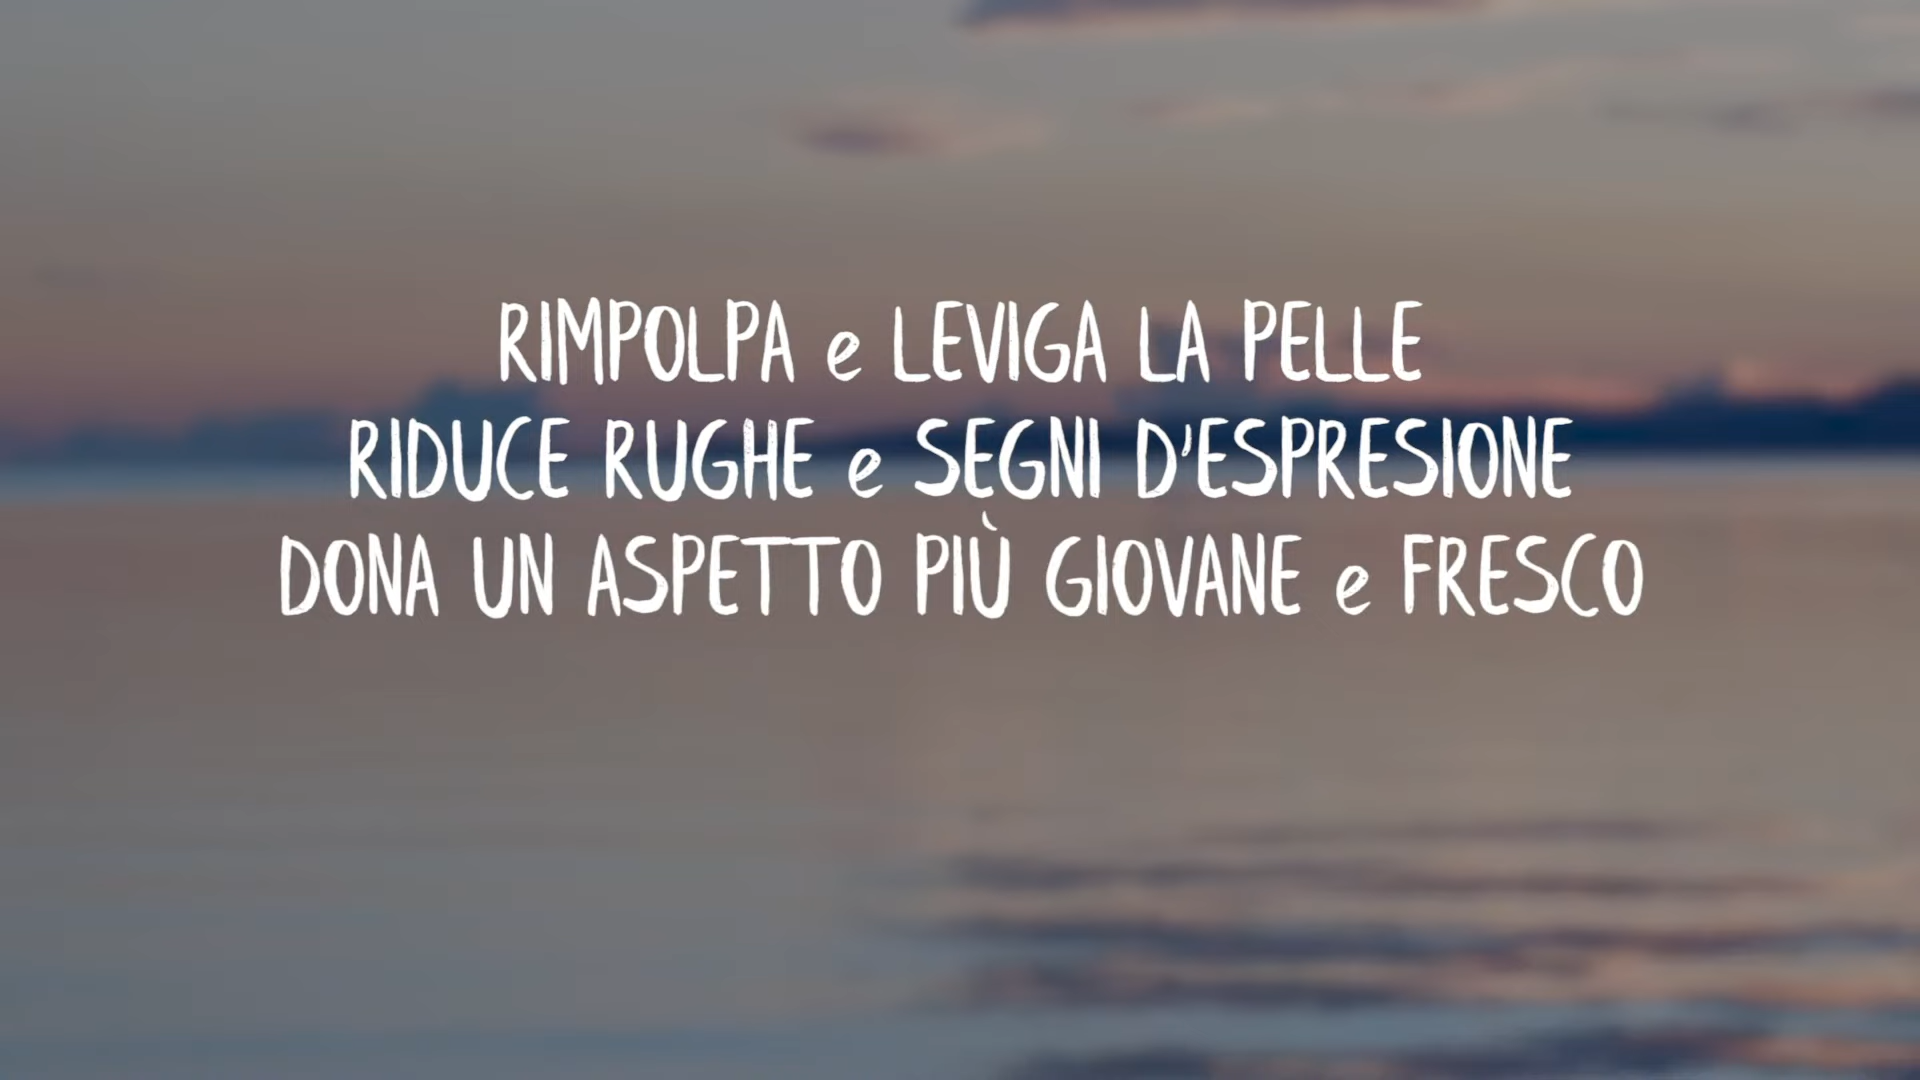 RIMPOLPA e LEVIGA LA PELLE
RIDUCE RUGHE e SEGNI D'ESPRESIONE
DONA UN ASPETTO PIÙ GIOVANE e FRESCO